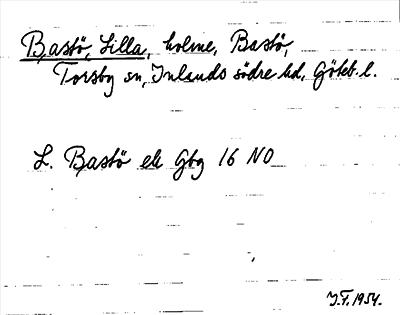 Bastö, Lilla, holme, Bastö,
Torsby sn, Inlands södre hd, Göteb. l.
L. Bastö ek Gbg 16 NO
J.F. 1954.